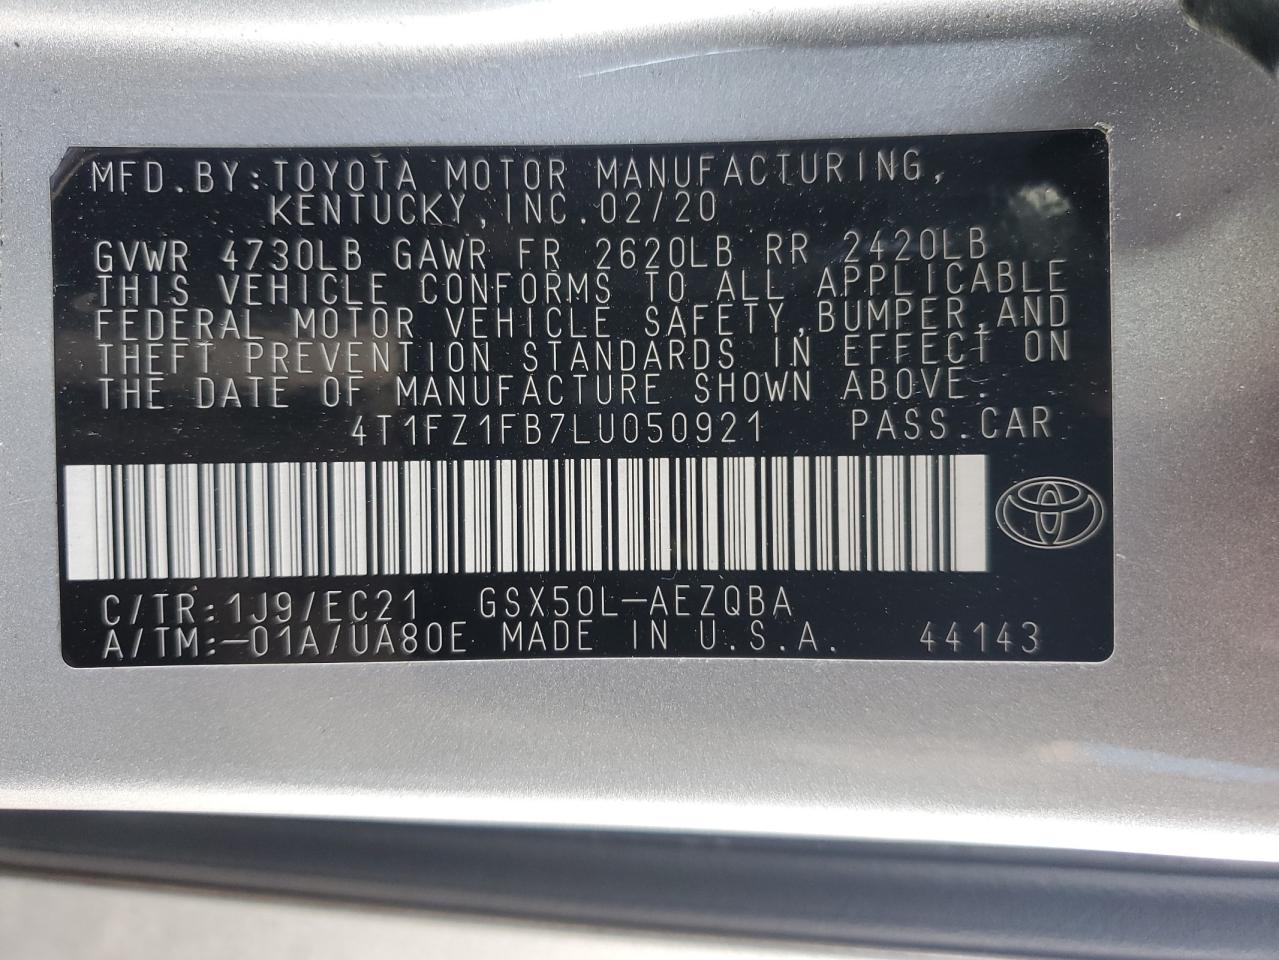 MFD.BY:TOYOTA MOTOR MANUFACTURING,
KENTUCKY,INC.02/20
GVWR 4730LB GAWR FR 2620LB RR 2420LB
THIS VEHICLE CONFORMS TO ALL APPLICABLE
FEDERAL MOTOR VEHICLE SAFETY,BUMPER,AND
THEFT PREVENTION STANDARDS IN EFFECT ON
THE DATE OF MANUFACTURE SHOWN ABOVE.
4T1FZ1FB7LU050921 PASS.CAR
C/TR:1J9/EC21 GSX50L-AEZQBA
A/TM:-01A/UA80E MADE IN U.S.A. 44143